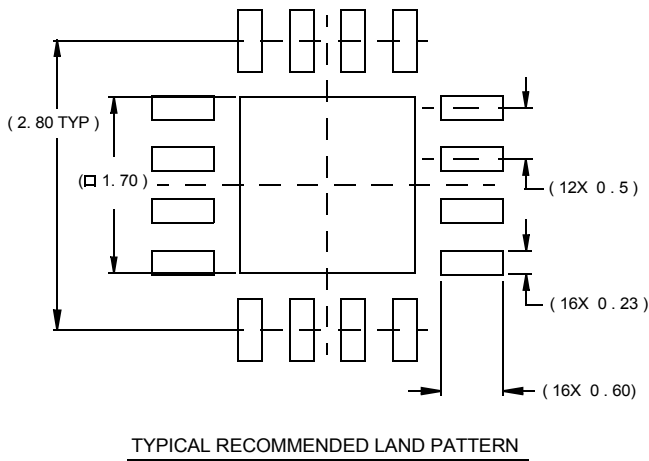 ( 2. 80 TYP )
(□ 1. 70 )
( 12X 0 . 5 )
( 16X 0 . 23 )
( 16X 0 . 60)
TYPICAL RECOMMENDED LAND PATTERN